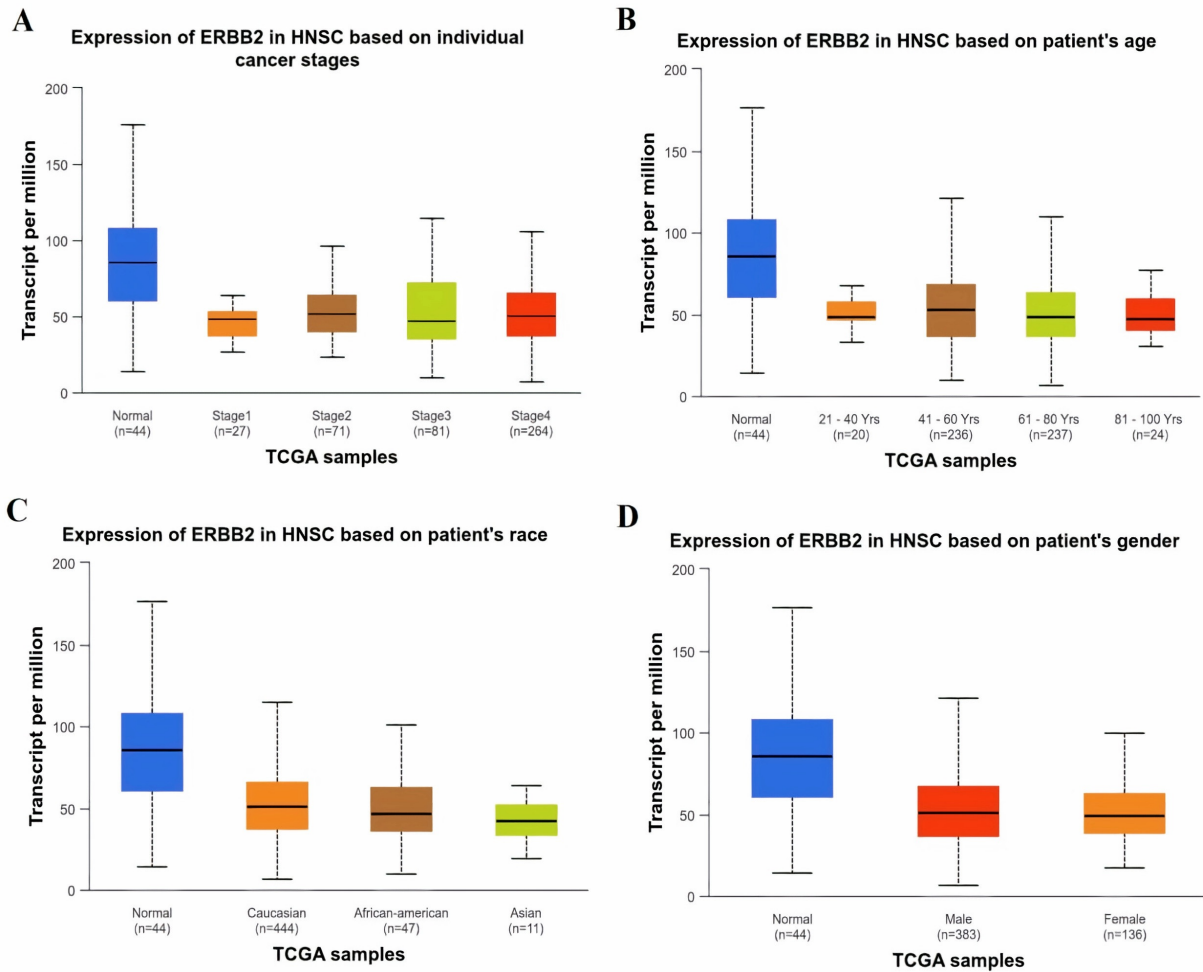 A
Expression of ERBB2 in HNSC based on individual
cancer stages
Transcript per million
200
150
100
50
0
Normal
(n=44)
Stage1
(n=27)
Stage2
(n=71)
Stage3
(n=81)
Stage4
(n=264)
TCGA samples
B
Expression of ERBB2 in HNSC based on patient's age
Transcript per million
200
150
100
50
0
Normal
(n=44)
21 - 40 Yrs
(n=20)
41 - 60 Yrs
(n=236)
61 - 80 Yrs
(n=237)
81 - 100 Yrs
(n=24)
TCGA samples
C
Expression of ERBB2 in HNSC based on patient's race
Transcript per million
200
150
100
50
0
Normal
(n=44)
Caucasian
(n=444)
African-american
(n=47)
Asian
(n=11)
TCGA samples
D
Expression of ERBB2 in HNSC based on patient's gender
Transcript per million
200
150
100
50
0
Normal
(n=44)
Male
(n=383)
Female
(n=136)
TCGA samples